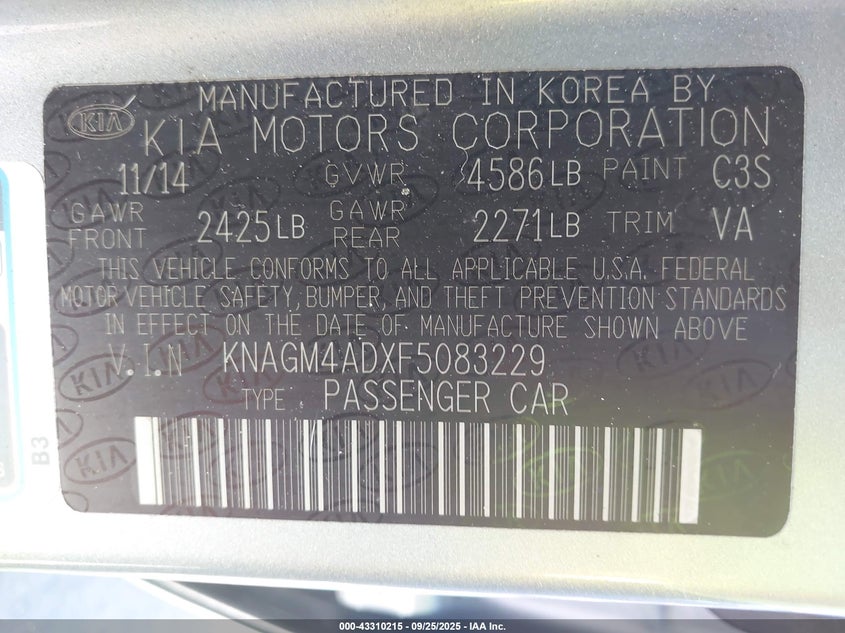 MANUFACTURED IN KOREA BY
KIA KIA MOTORS CORPORATION
11/14 GVWR 4586LB PAINT C3S
GAWR FRONT 2425LB GAWR REAR 2271LB TRIM VA
THIS VEHICLE CONFORMS TO ALL APPLICABLE U.S.A. FEDERAL
MOTOR VEHICLE SAFETY, BUMPER, AND THEFT PREVENTION STANDARDS
IN EFFECT ON THE DATE OF MANUFACTURE SHOWN ABOVE
V.I.N KNAGM4ADXF5083229
TYPE PASSENGER CAR
B3
000-43310215 - 09/25/2025 - IAA Inc.